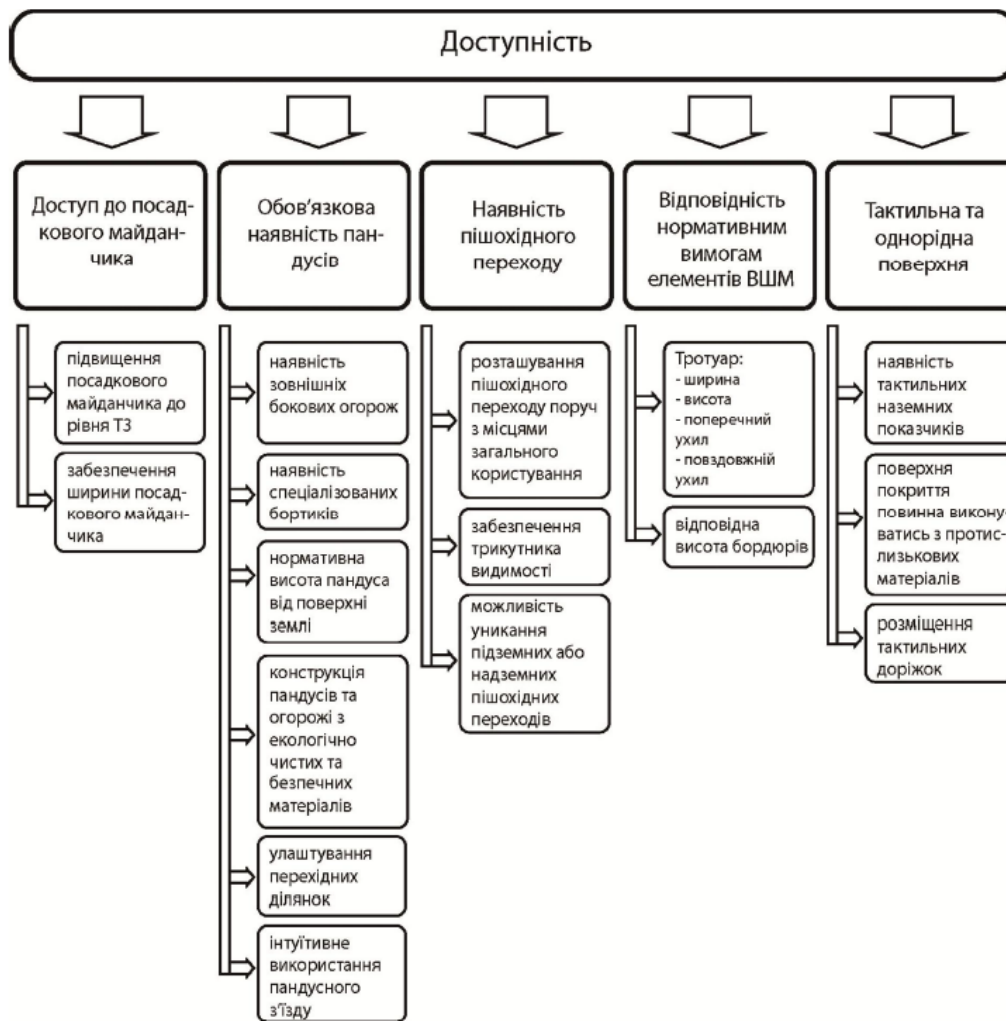 Доступність
Доступ до посад-
кового майдан-
чика
підвищення
посадкового
майданчика до
рівня ТЗ
забезпечення
ширини посад-
кового майдан-
чика
Обов'язкова
наявність пан-
дусів
наявність
зовнішніх
бокових огорож
наявність
спеціалізованих
бортиків
нормативна
висота пандуса
від поверхні
землі
конструкція
пандусів та
огорожі з
екологічно
чистих та
безпечних
матеріалів
улаштування
перехідних
ділянок
інтуїтивне
використання
пандусного
з'їзду
Наявність
пішохідного
переходу
розташування
пішохідного
переходу поруч
з місцями
загального
користування
забезпечення
трикутника
видимості
можливість
уникання
підземних або
надземних
пішохідних
переходів
Відповідність
нормативним
вимогам
елементів ВШМ
Тротуар:
- ширина
- висота
- поперечний
ухил
- повздовжній
ухил
відповідна
висота бордюрів
Тактильна та
однорідна
поверхня
наявність
тактильних
наземних
показчиків
поверхня
покриття
повинна викону-
ватись з протис-
лизькових
матеріалів
розміщення
тактильних
доріжок